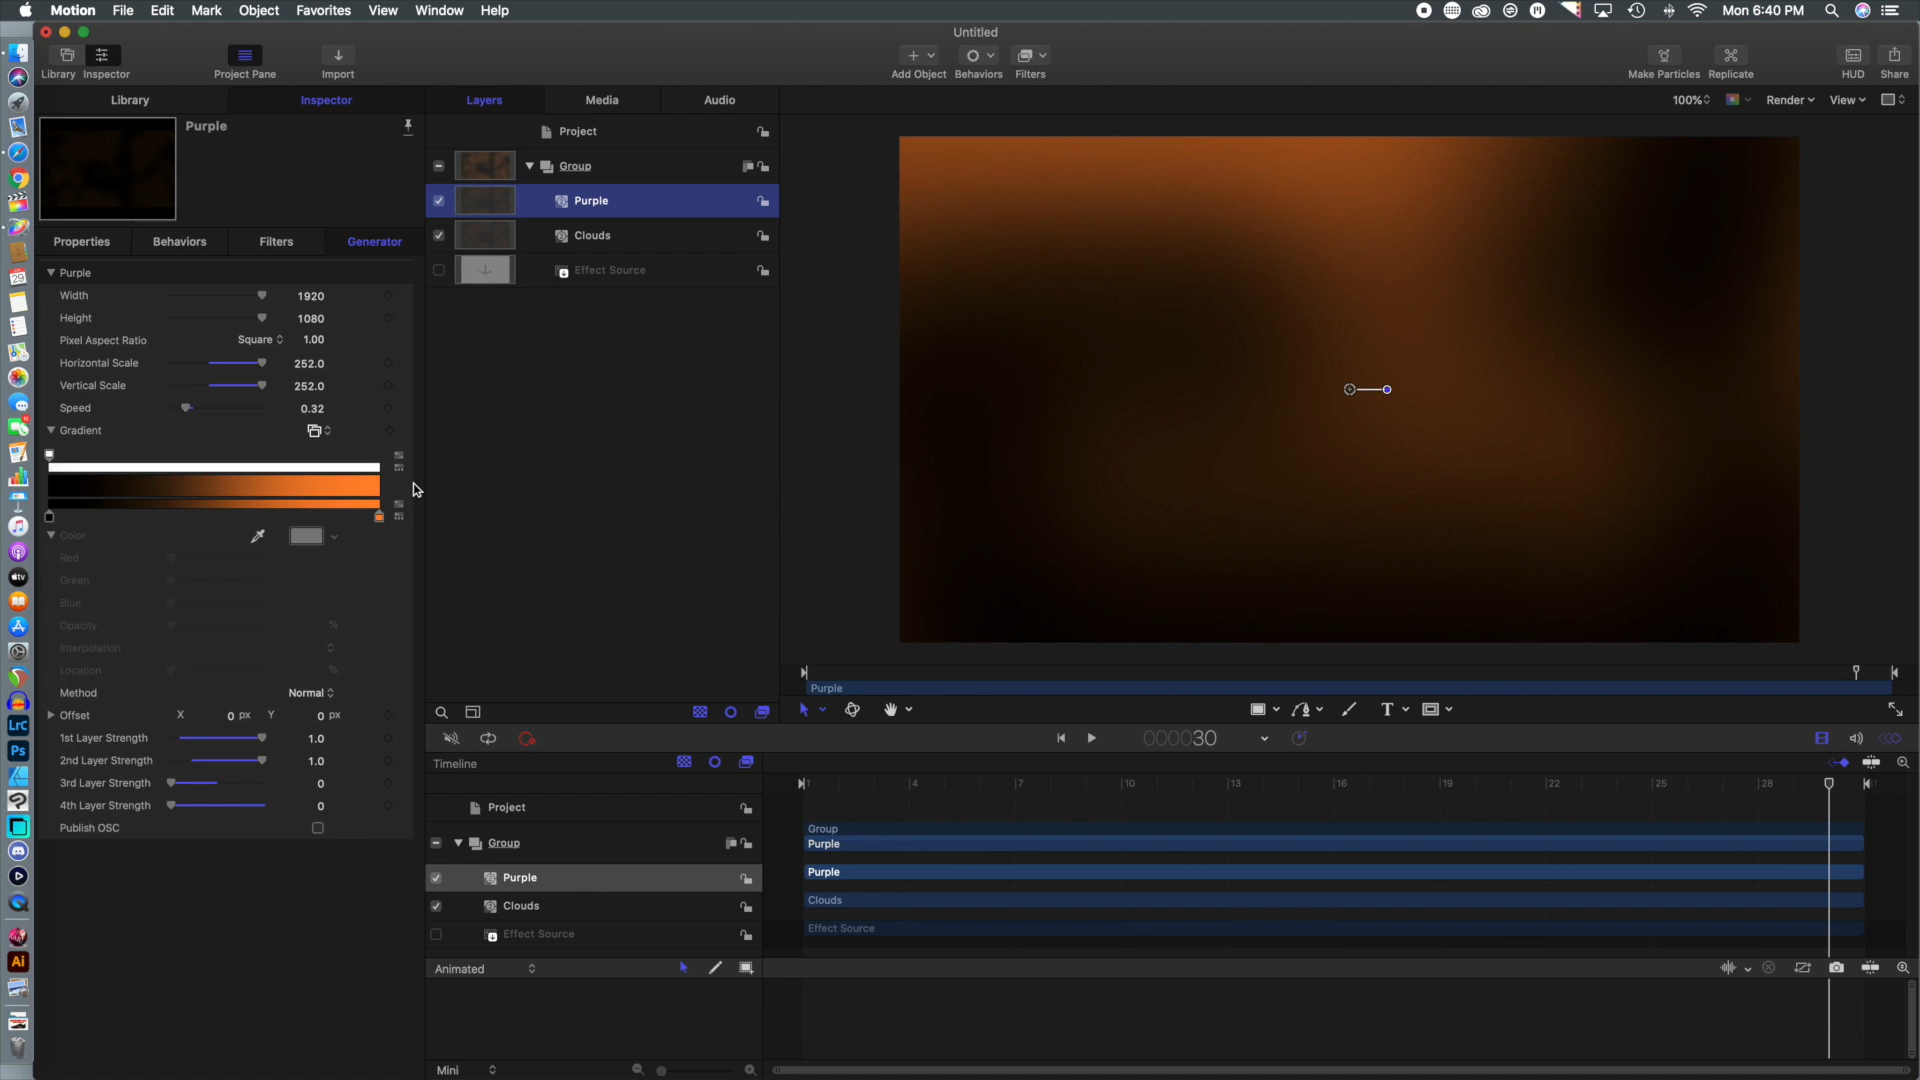 Motion File Edit Mark Object Favorites View Window Help
Mon 6:40 PM
Untitled
Library Inspector Project Pane Import Add Object Behaviors Filters Make Particles Replicate HUD Share
Library Inspector Layers Media Audio 100% Render View
Purple
Project
Group
Purple
Clouds
Effect Source
Properties Behaviors Filters Generator
Purple
Width 1920
Height 1080
Pixel Aspect Ratio Square 1.00
Horizontal Scale 252.0
Vertical Scale 252.0
Speed 0.32
Gradient
Color
Red
Green
Blue
Opacity %
Interpolation
Location %
Method Normal
Offset X 0 px Y 0 px
1st Layer Strength 1.0
2nd Layer Strength 1.0
3rd Layer Strength 0
4th Layer Strength 0
Publish OSC
Purple
T
000030
Timeline
1 4 7 10 13 16 19 22 25 28
Project
Group
Purple
Clouds
Effect Source
Group
Purple
Purple
Clouds
Effect Source
Animated
Mini
29
tv
LrC
Ps
Ai